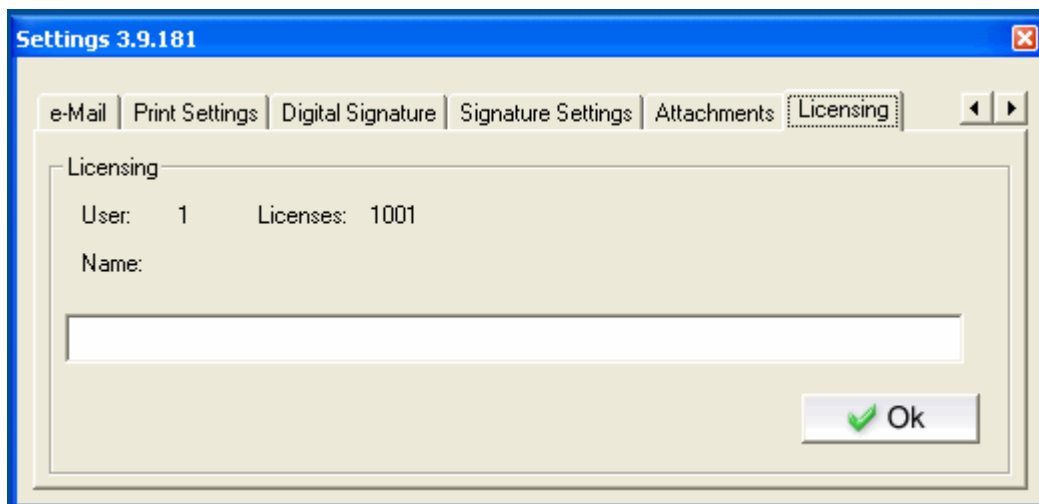 Settings 3.9.181
e-Mail Print Settings Digital Signature Signature Settings Attachments Licensing
Licensing
User: 1 Licenses: 1001
Name:
Ok